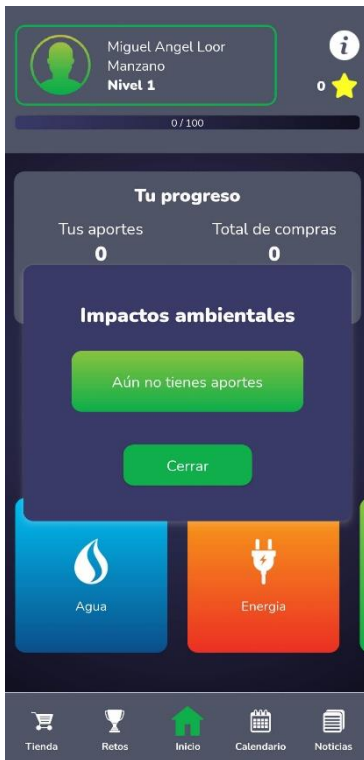 Miguel Angel Loor
Manzano
Nivel 1
0
0 / 100
Tu progreso
Tus aportes Total de compras
0 0
Impactos ambientales
Aún no tienes aportes
Cerrar
Agua Energia
Tienda Retos Inicio Calendario Noticias